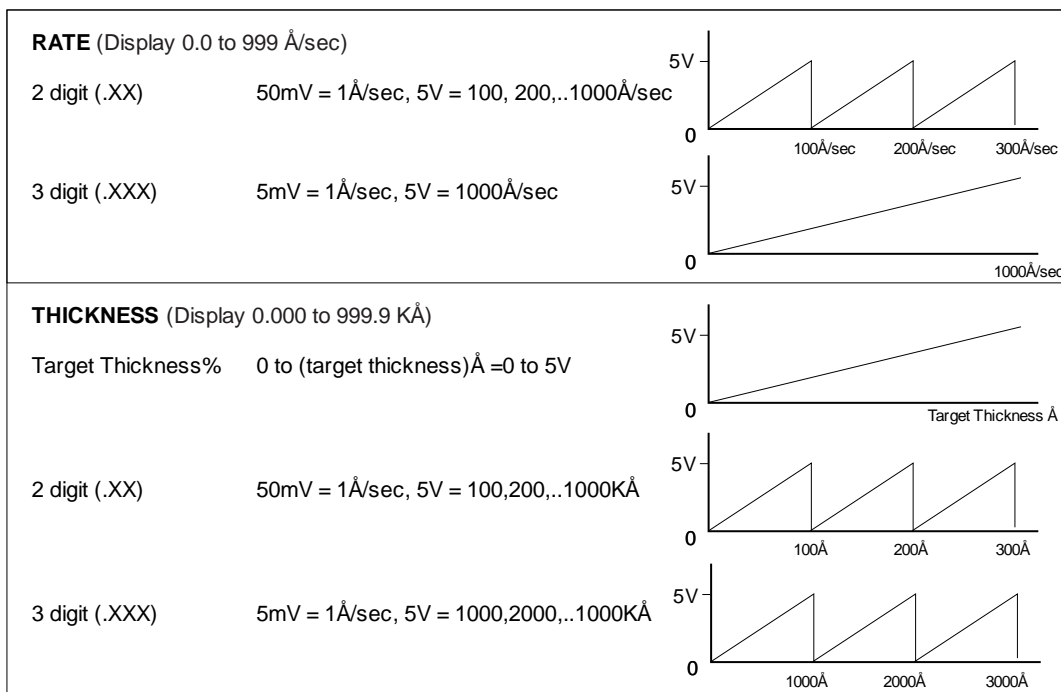 RATE (Display 0.0 to 999 Å/sec)
2 digit (.XX) 50mV = 1Å/sec, 5V = 100, 200,..1000Å/sec
5V
0
100Å/sec 200Å/sec 300Å/sec
3 digit (.XXX) 5mV = 1Å/sec, 5V = 1000Å/sec
5V
0
1000Å/sec
THICKNESS (Display 0.000 to 999.9 KÅ)
Target Thickness% 0 to (target thickness)Å =0 to 5V
5V
0
Target Thickness Å
2 digit (.XX) 50mV = 1Å/sec, 5V = 100,200,..1000KÅ
5V
0
100Å 200Å 300Å
3 digit (.XXX) 5mV = 1Å/sec, 5V = 1000,2000,..1000KÅ
5V
0
1000Å 2000Å 3000Å